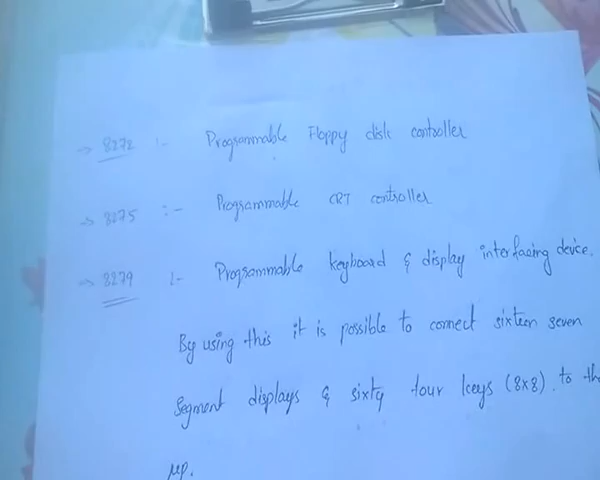 → 8272 :- Programmable Floppy disk controller
→ 8275 :- Programmable CRT controller
→ 8279 :- Programmable keyboard & display interfacing device.
By using this it is possible to connect sixteen seven
segment displays & sixty four keys (8x8). to the
μp.